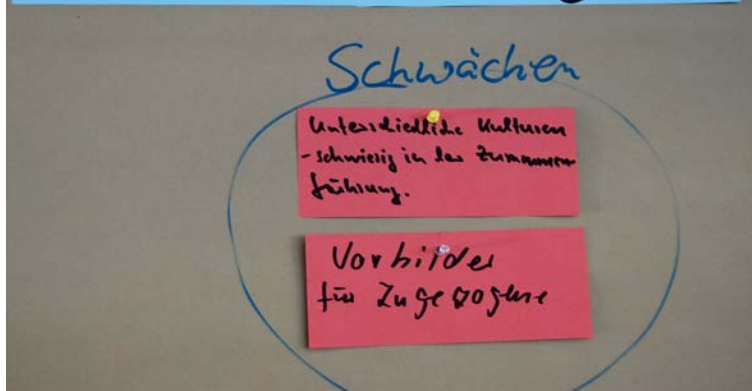 Schwächen
Unterschiedliche Kulturen
- schwierig in der Zusammen
führung.
Vorbilder
für Zugezogene